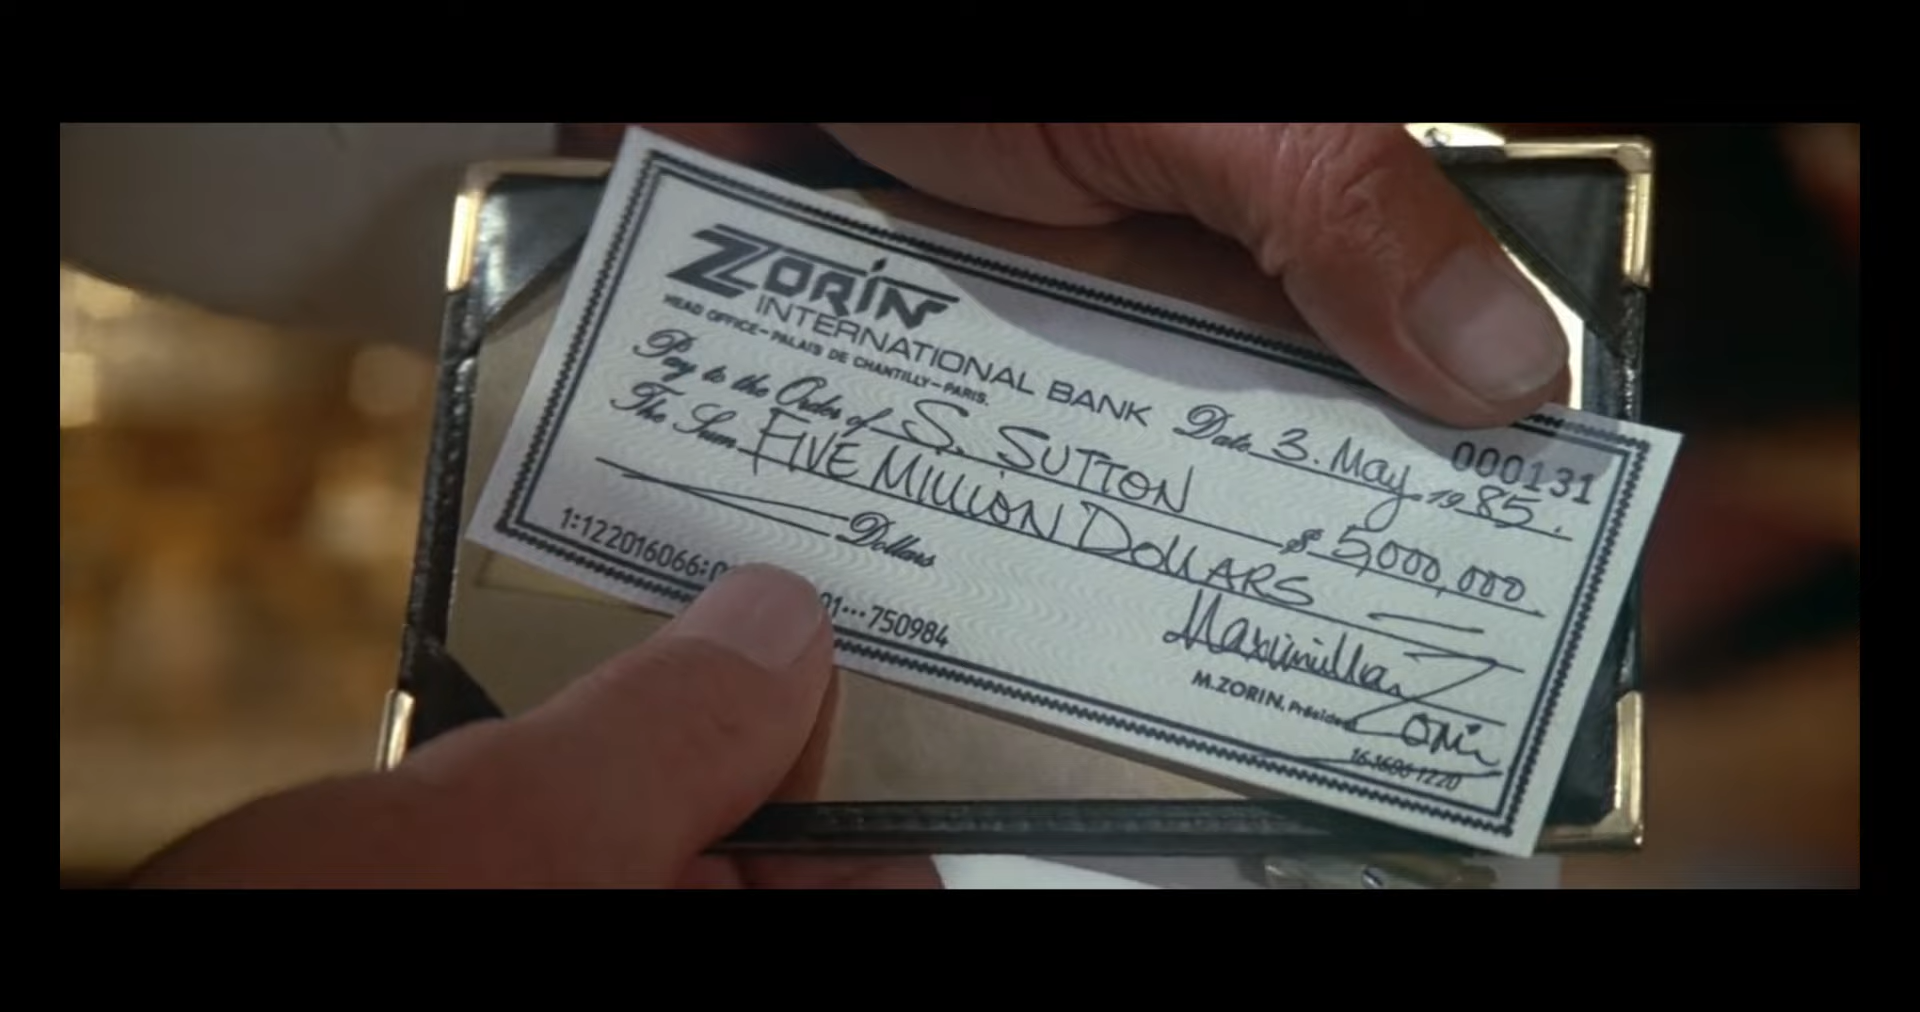 ZORIN
INTERNATIONAL BANK
HEAD OFFICE - PALAIS DE CHANTILLY - PARIS.
000131
Date 3. May 1985.
Pay to the Order of S. SUTTON $ 5,000,000
The Sum FIVE MILLION DOLLARS
Dollars
Maximillian Zorin
M.ZORIN, Président
1:122016066: 01...750984